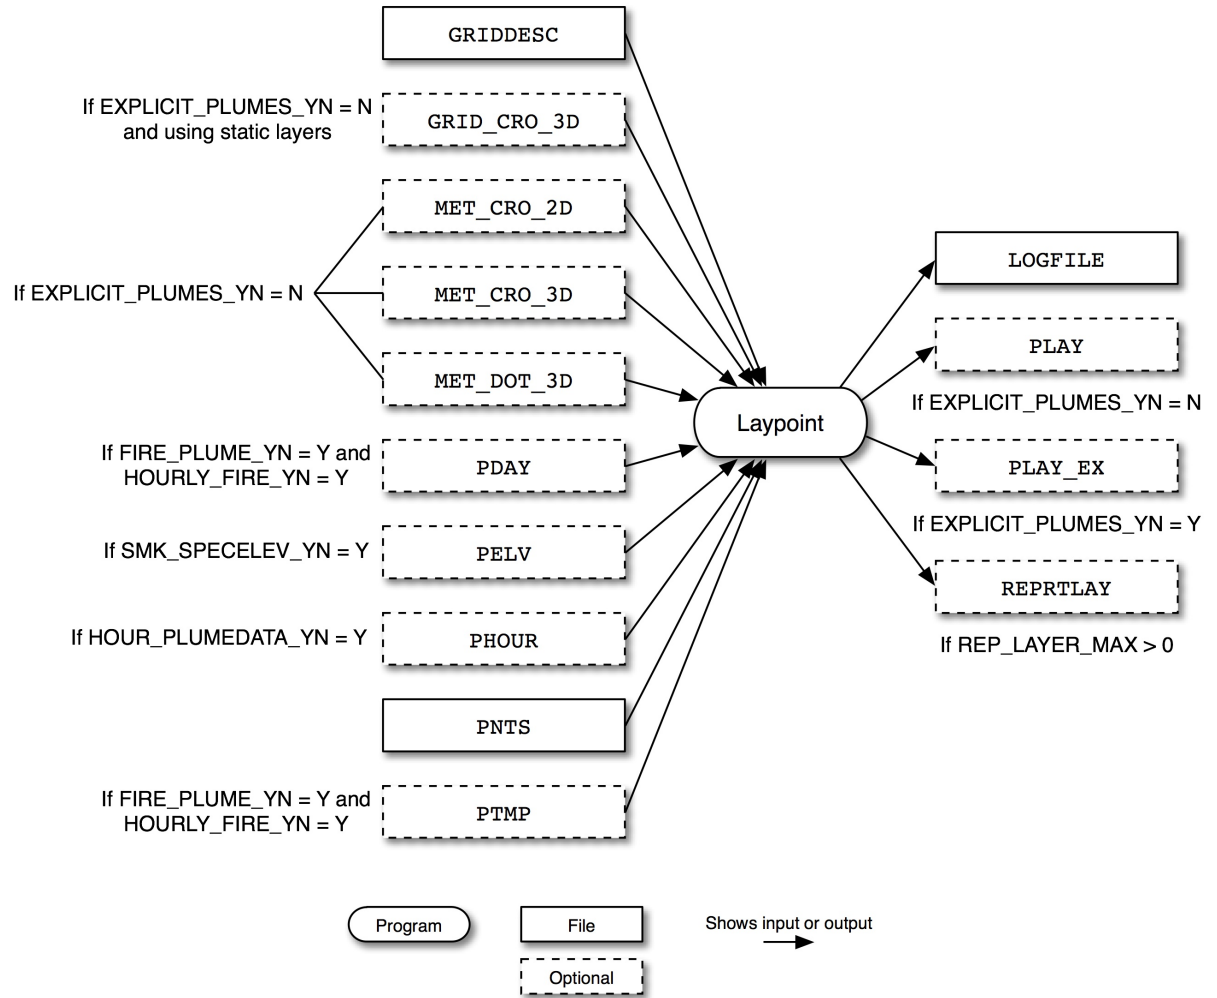 GRIDDESC
If EXPLICIT_PLUMES_YN = N
and using static layers
GRID_CRO_3D
MET_CRO_2D
If EXPLICIT_PLUMES_YN = N
MET_CRO_3D
MET_DOT_3D
If FIRE_PLUME_YN = Y and
HOURLY_FIRE_YN = Y
PDAY
If SMK_SPECELEV_YN = Y
PELV
If HOUR_PLUMEDATA_YN = Y
PHOUR
PNTS
If FIRE_PLUME_YN = Y and
HOURLY_FIRE_YN = Y
PTMP
Laypoint
LOGFILE
PLAY
If EXPLICIT_PLUMES_YN = N
PLAY_EX
If EXPLICIT_PLUMES_YN = Y
REPRTLAY
If REP_LAYER_MAX > 0
Program
File
Optional
Shows input or output